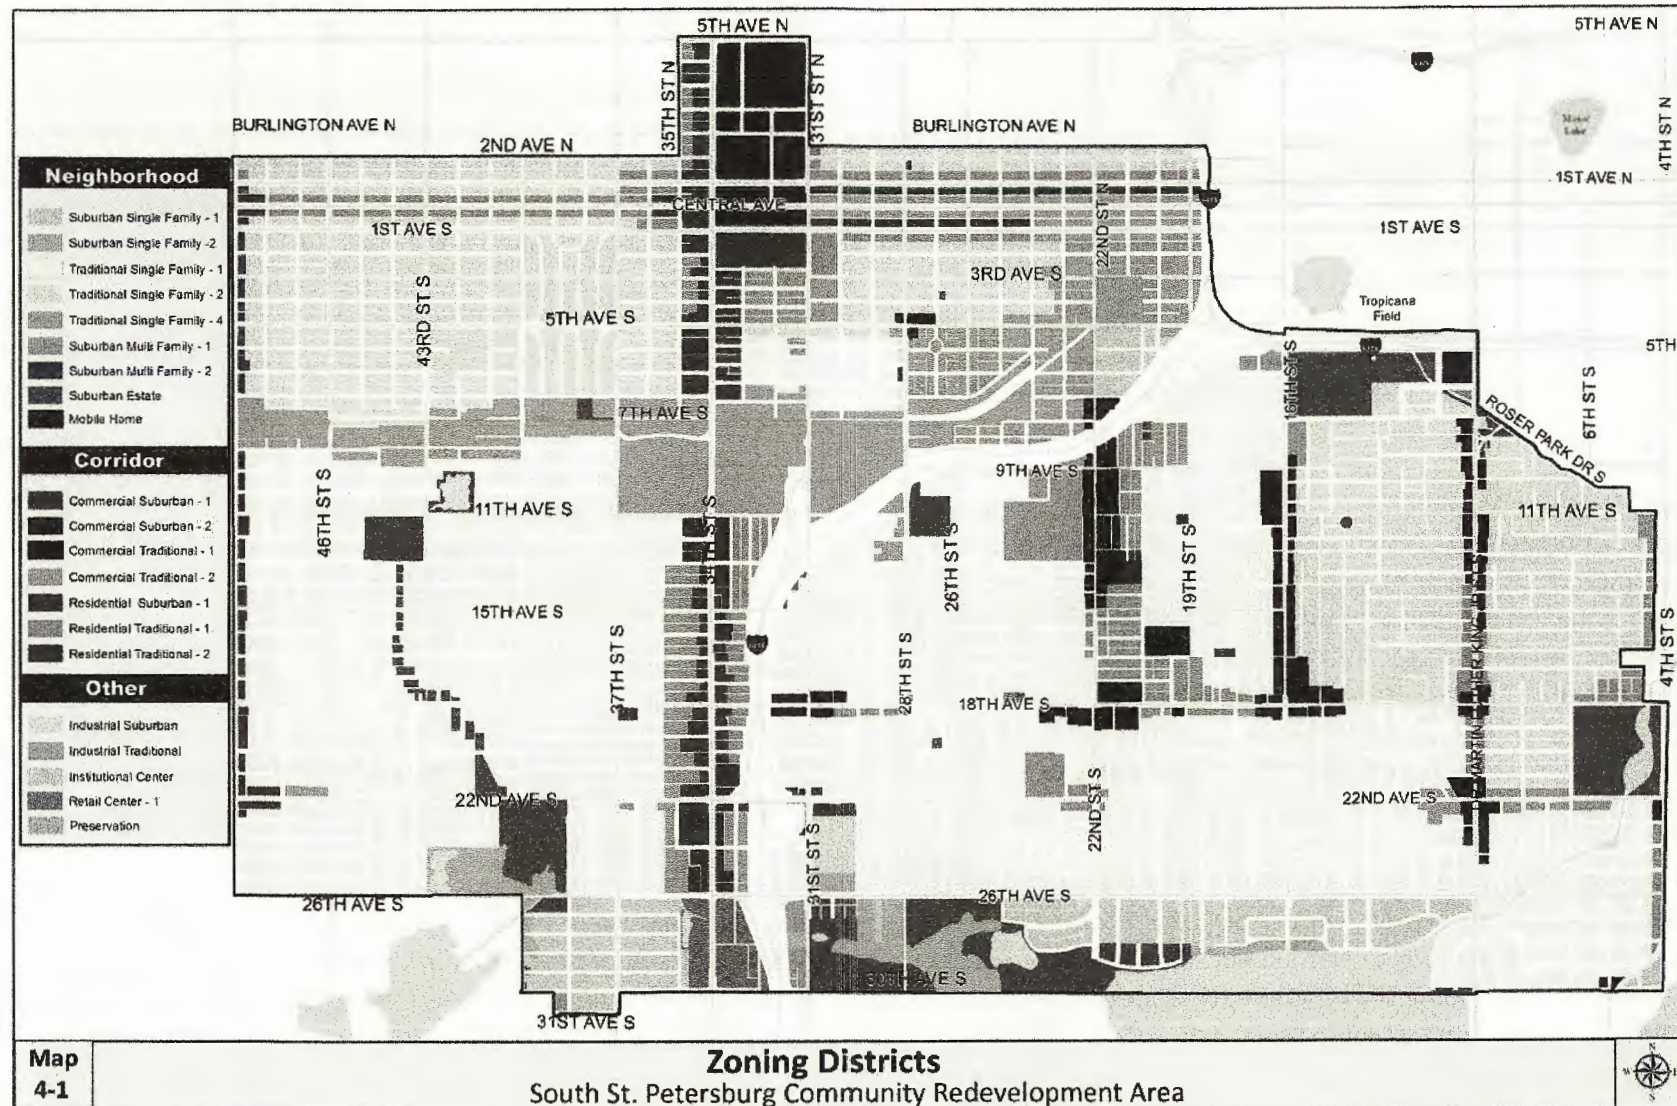 5TH AVE N
5TH AVE N
35TH ST N
31ST ST N
4TH ST N
BURLINGTON AVE N
2ND AVE N
BURLINGTON AVE N
1ST AVE N
Neighborhood
Suburban Single Family - 1
Suburban Single Family -2
Traditional Single Family - 1
Traditional Single Family - 2
Traditional Single Family - 4
Suburban Multi Family - 1
Suburban Multi Family - 2
Suburban Estate
Mobile Home
Corridor
Commercial Suburban - 1
Commercial Suburban - 2
Commercial Traditional - 1
Commercial Traditional - 2
Residential Suburban - 1
Residential Traditional - 1
Residential Traditional - 2
Other
Industrial Suburban
Industrial Traditional
Institutional Center
Retail Center - 1
Preservation
CENTRAL AVE
1ST AVE S
22ND ST N
1ST AVE S
3RD AVE S
43RD ST S
5TH AVE S
Tropicana
Field
5TH
16TH ST S
6TH ST S
7TH AVE S
ROSER PARK DR S
9TH AVE S
46TH ST S
11TH AVE S
34TH ST S
26TH ST S
19TH ST S
11TH AVE S
15TH AVE S
37TH ST S
28TH ST S
18TH AVE S
DR MARTIN LUTHER KING JR ST S
4TH ST S
22ND AVE S
22ND ST S
22ND AVE S
31ST ST S
26TH AVE S
26TH AVE S
30TH AVE S
31ST AVE S
Map
4-1
Zoning Districts
South St. Petersburg Community Redevelopment Area